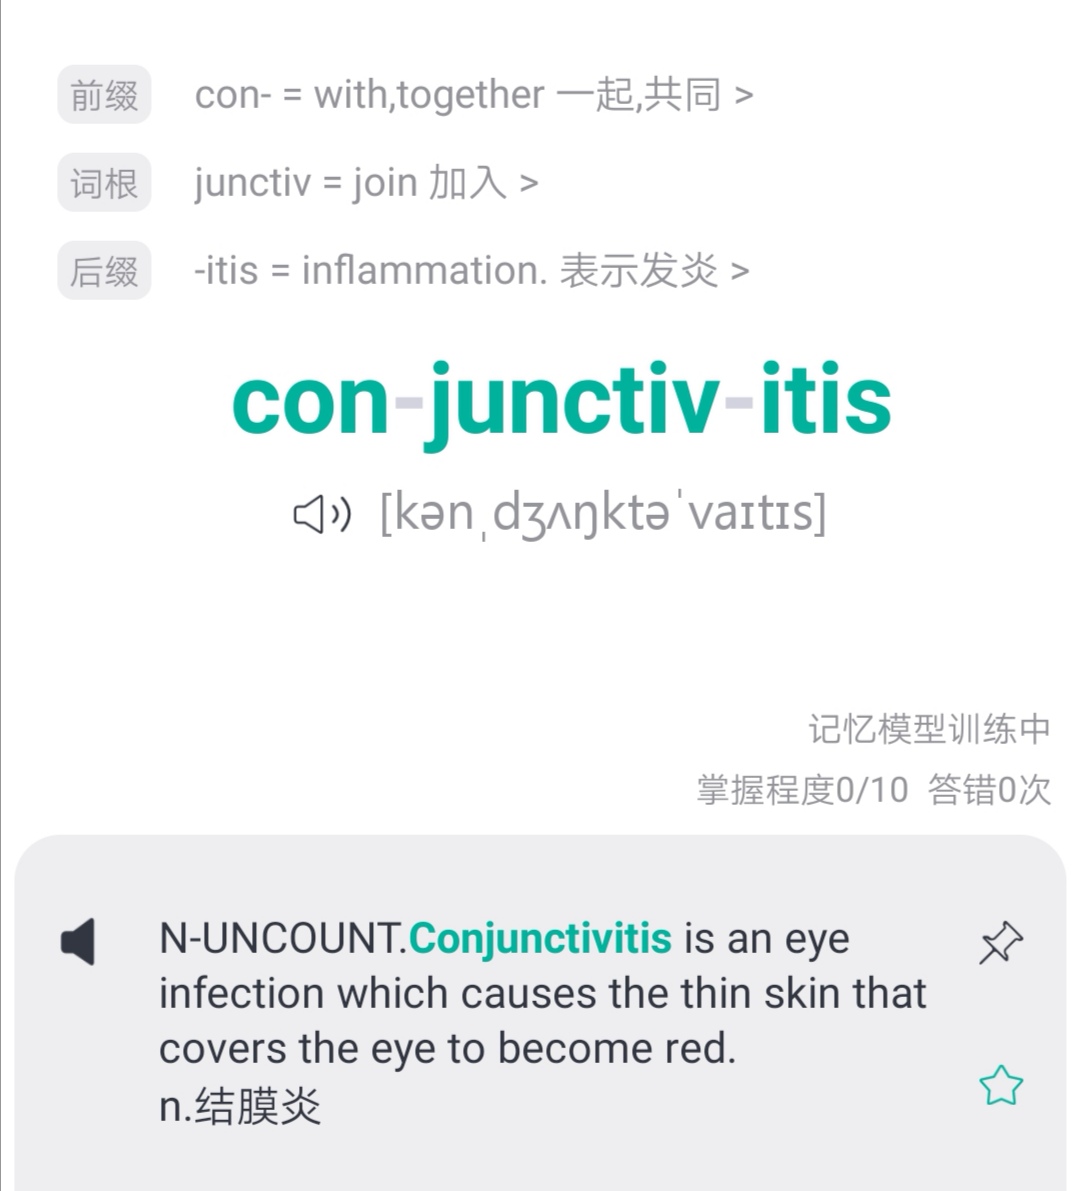 前缀 con- = with,together 一起,共同 >
词根 junctiv = join 加入 >
后缀 -itis = inflammation. 表示发炎 >
con-junctiv-itis
[kənˌdʒʌŋktəˈvaɪtɪs]
记忆模型训练中
掌握程度0/10 答错0次
N-UNCOUNT.Conjunctivitis is an eye
infection which causes the thin skin that
covers the eye to become red.
n.结膜炎